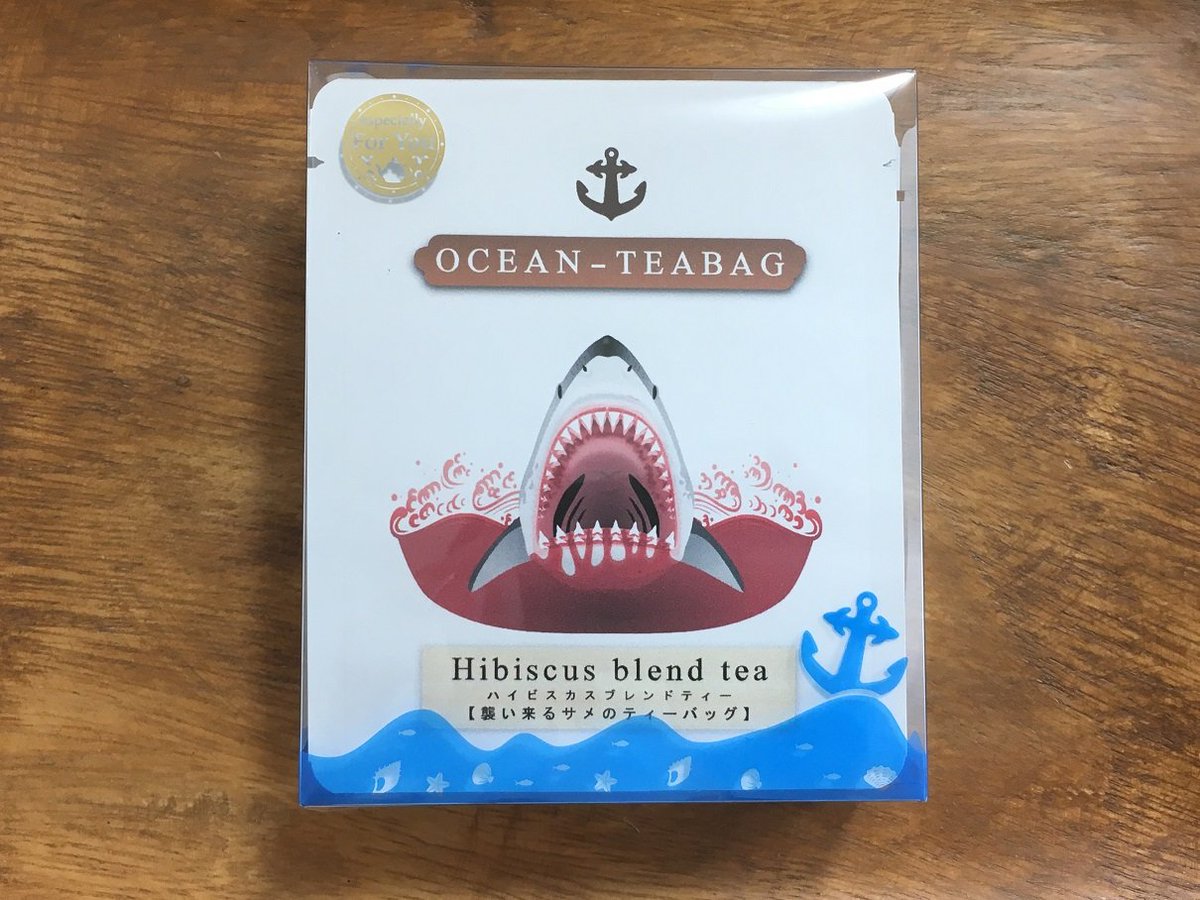 Especially
For You
OCEAN-TEABAG
Hibiscus blend tea
ハイビスカスブレンドティー
【襲い来るサメのティーバッグ】